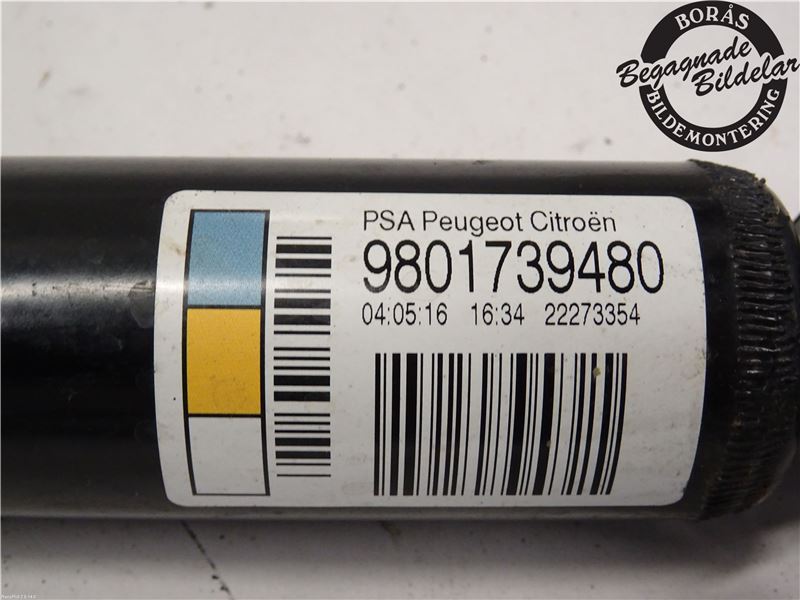 BORÅS
Begagnade
Bildelar
BILDEMONTERING
PSA Peugeot Citroën
9801739480
04:05:16 16:34 22273354